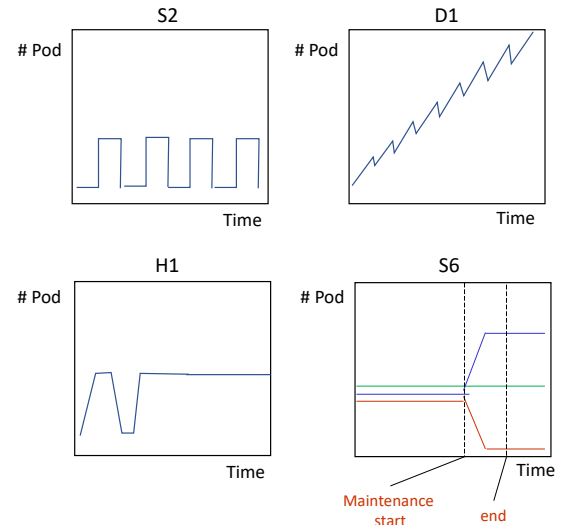 S2
# Pod
Time
D1
# Pod
Time
H1
# Pod
Time
S6
# Pod
Time
Maintenance
start
end